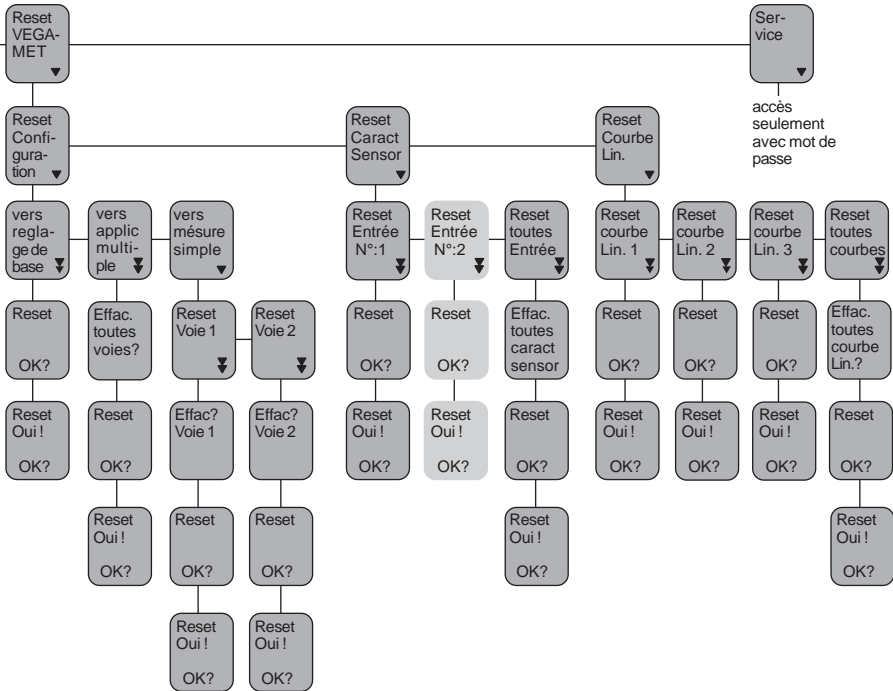 Reset
VEGA-
MET
Ser-
vice
accès
seulement
avec mot de
passe
Reset
Confi-
gura-
tion
Reset
Caract
Sensor
Reset
Courbe
Lin.
vers
regla-
ge de
base
vers
applic
multi-
ple
vers
mésure
simple
Reset
Entrée
N°:1
Reset
Entrée
N°:2
Reset
toutes
Entrée
Reset
courbe
Lin. 1
Reset
courbe
Lin. 2
Reset
courbe
Lin. 3
Reset
toutes
courbes
Reset
OK?
Effac.
toutes
voies?
Reset
Voie 1
Reset
Voie 2
Reset
OK?
Reset
OK?
Effac.
toutes
caract
sensor
Reset
OK?
Reset
OK?
Reset
OK?
Effac.
toutes
courbe
Lin.?
Reset
Oui !
OK?
Reset
OK?
Effac?
Voie 1
Effac?
Voie 2
Reset
Oui !
OK?
Reset
Oui !
OK?
Reset
OK?
Reset
Oui !
OK?
Reset
Oui !
OK?
Reset
Oui !
OK?
Reset
OK?
Reset
Oui !
OK?
Reset
OK?
Reset
OK?
Reset
Oui !
OK?
Reset
Oui !
OK?
Reset
Oui !
OK?
Reset
Oui !
OK?